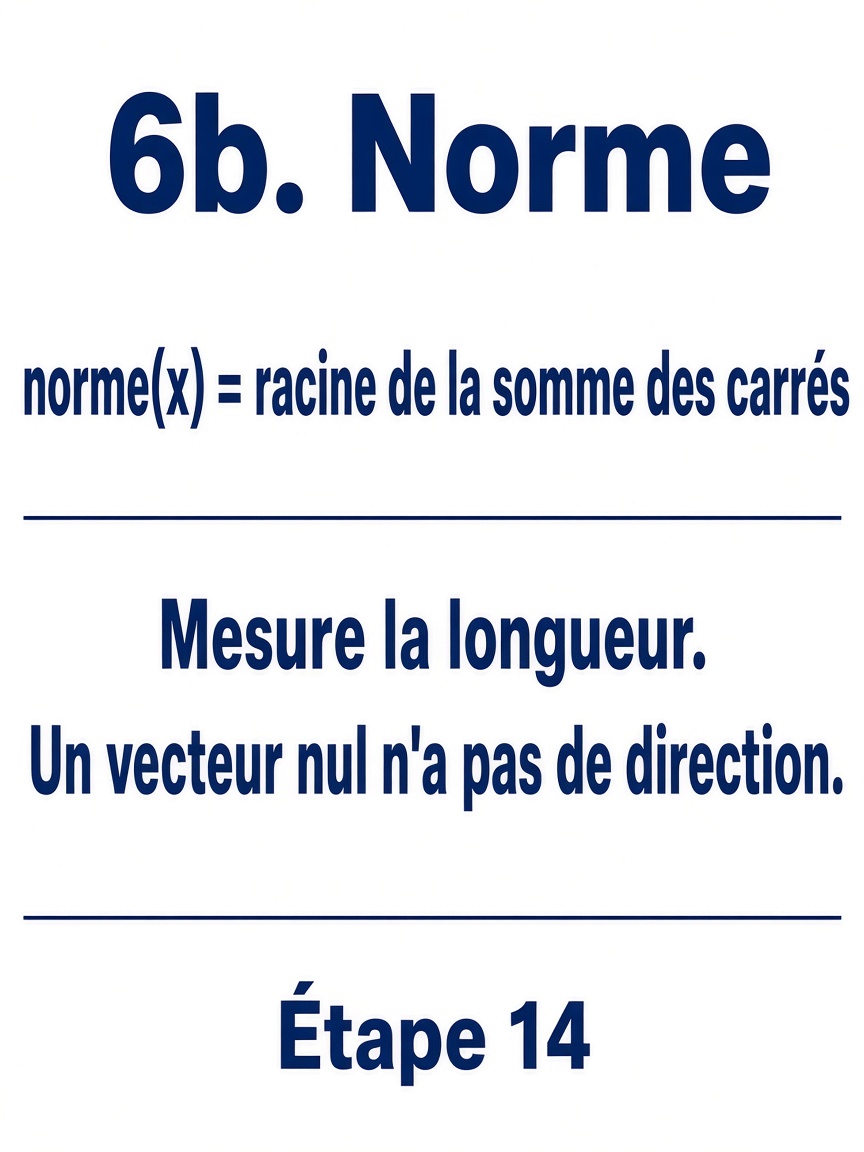 6b. Norme
norme(x) = racine de la somme des carrés
Mesure la longueur.
Un vecteur nul n'a pas de direction.
Étape 14